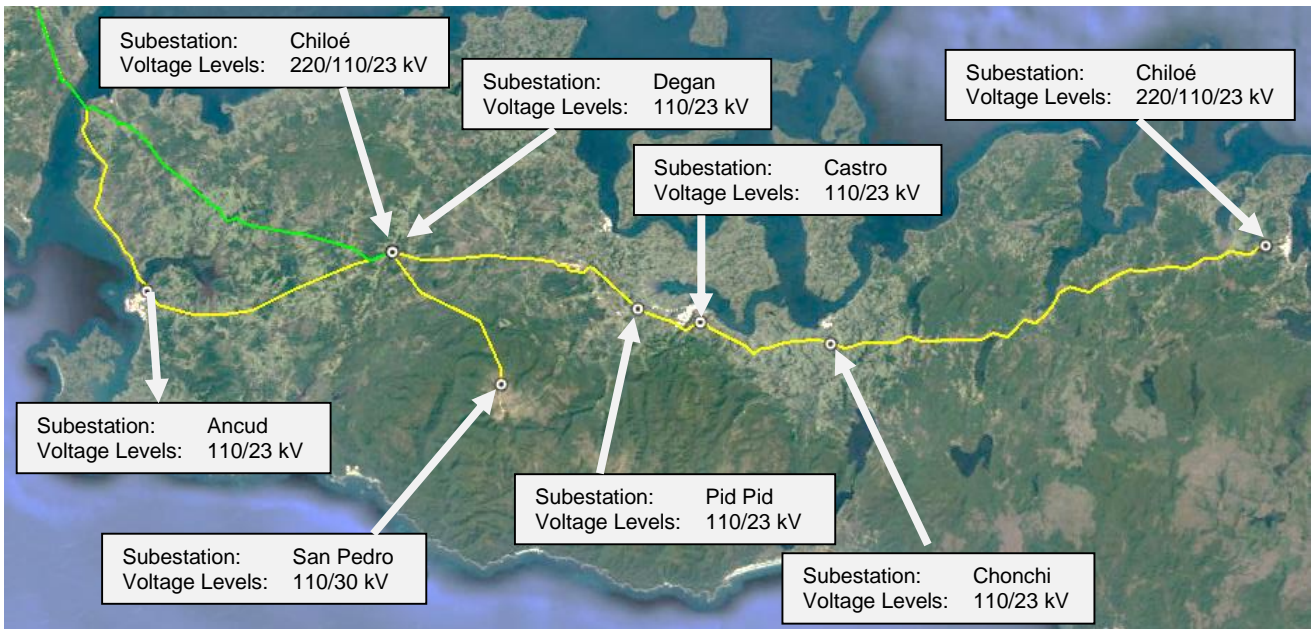 Subestation: Chiloé
Voltage Levels: 220/110/23 kV
Subestation: Degan
Voltage Levels: 110/23 kV
Subestation: Chiloé
Voltage Levels: 220/110/23 kV
Subestation: Castro
Voltage Levels: 110/23 kV
Subestation: Ancud
Voltage Levels: 110/23 kV
Subestation: Pid Pid
Voltage Levels: 110/23 kV
Subestation: San Pedro
Voltage Levels: 110/30 kV
Subestation: Chonchi
Voltage Levels: 110/23 kV